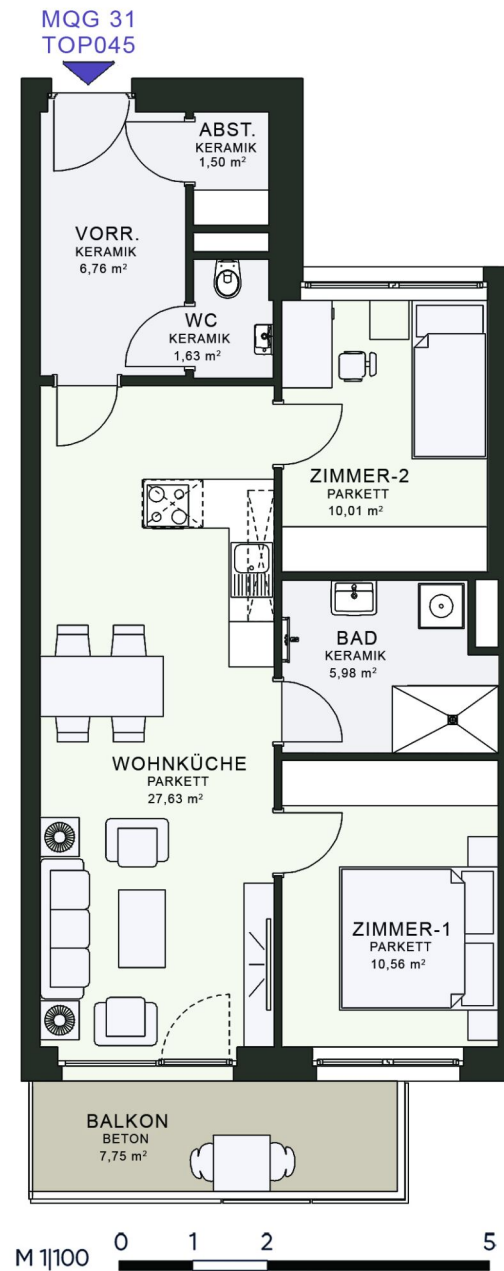 MQG 31
TOP045
ABST.
KERAMIK
1,50 m²
VORR.
KERAMIK
6,76 m²
WC
KERAMIK
1,63 m²
ZIMMER-2
PARKETT
10,01 m²
BAD
KERAMIK
5,98 m²
WOHNKÜCHE
PARKETT
27,63 m²
ZIMMER-1
PARKETT
10,56 m²
BALKON
BETON
7,75 m²
M 1|100 0 1 2 5